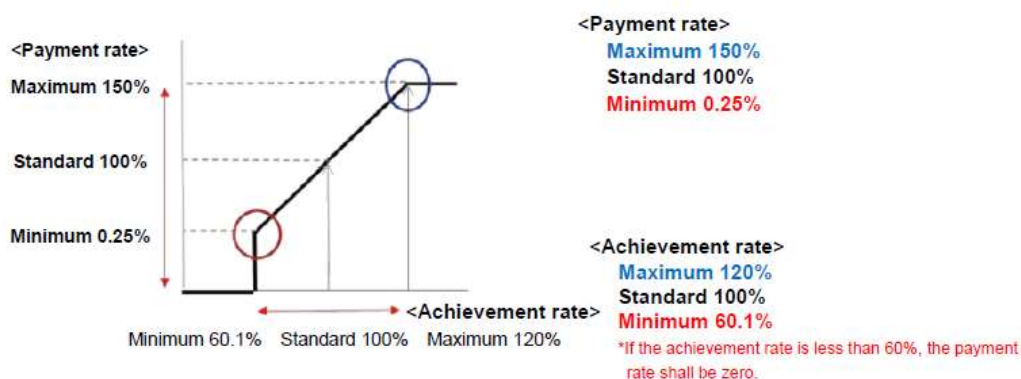 <Payment rate>
Maximum 150%
Standard 100%
Minimum 0.25%
<Achievement rate>
Minimum 60.1% Standard 100% Maximum 120%
<Payment rate>
Maximum 150%
Standard 100%
Minimum 0.25%
<Achievement rate>
Maximum 120%
Standard 100%
Minimum 60.1%
*If the achievement rate is less than 60%, the payment
rate shall be zero.